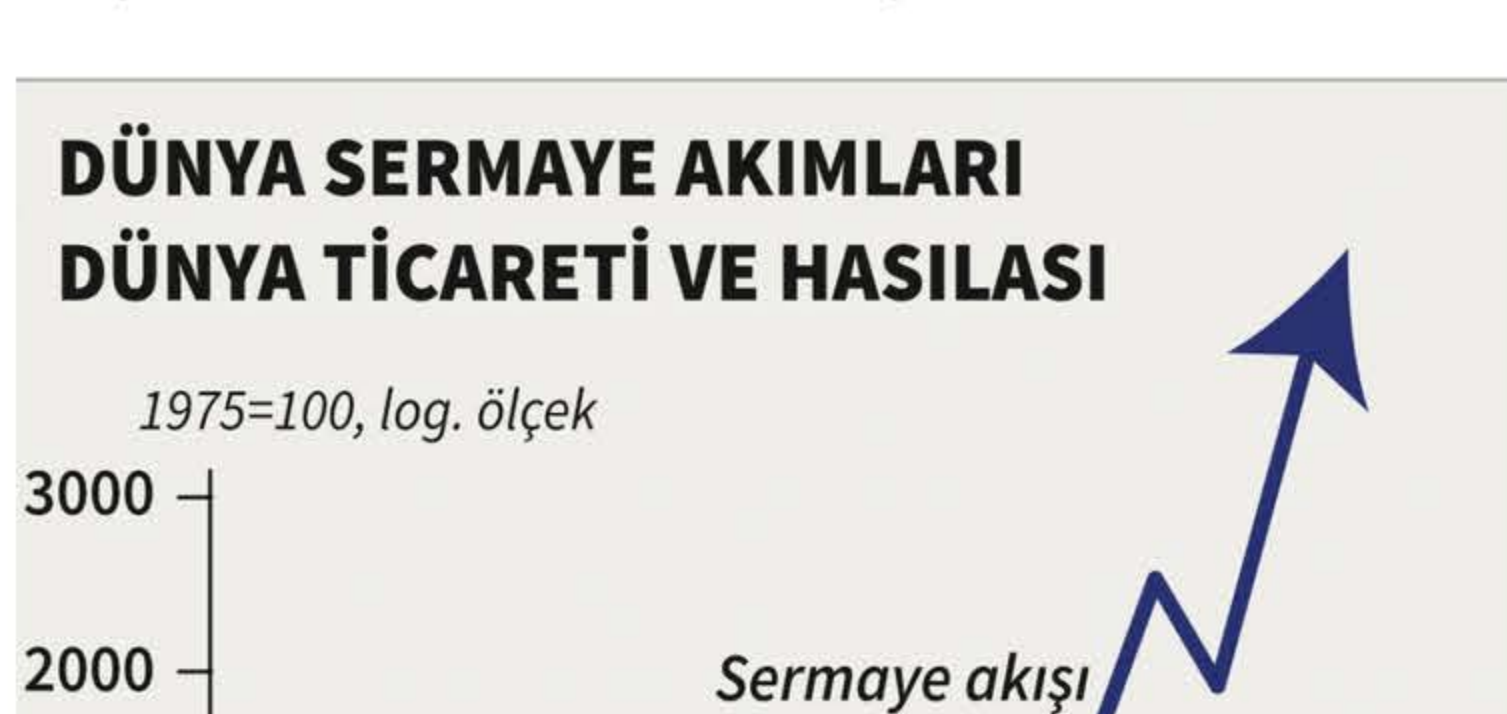 DÜNYA SERMAYE AKIMLARI
DÜNYA TİCARETİ VE HASILASI
1975=100, log. ölçek
3000
2000
Sermaye akışı